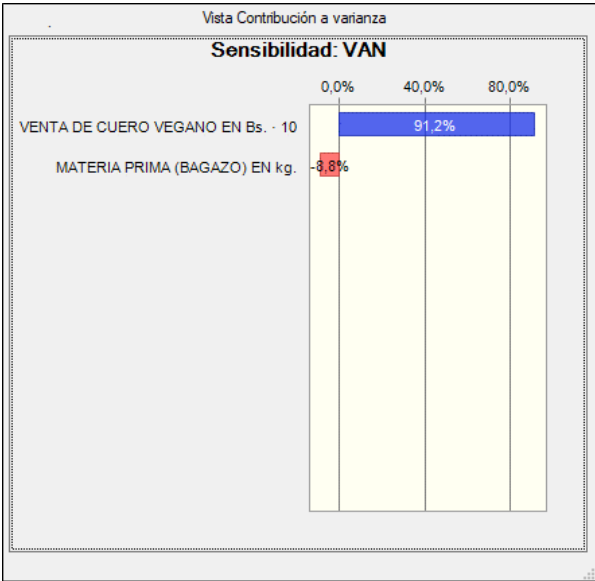 Vista Contribución a varianza
Sensibilidad: VAN
0,0% 40,0% 80,0%
VENTA DE CUERO VEGANO EN Bs. - 10 91,2%
MATERIA PRIMA (BAGAZO) EN kg. -8,8%